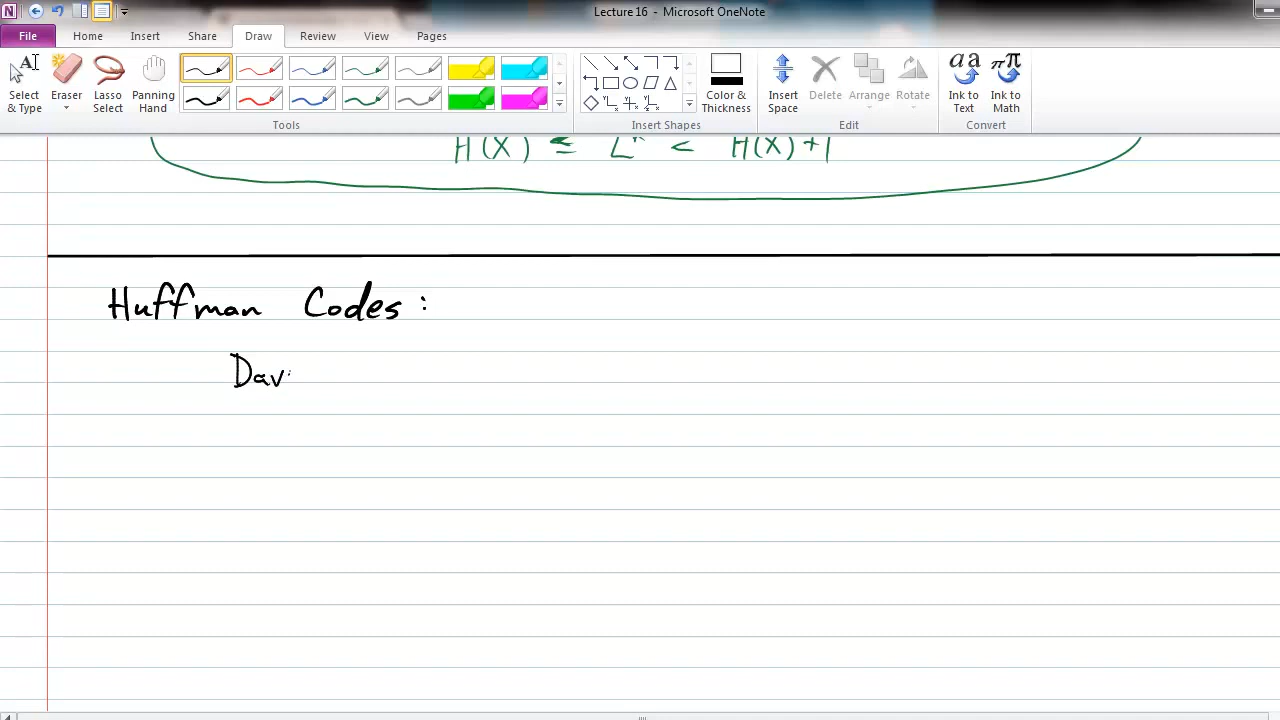 Lecture 16 - Microsoft OneNote
File Home Insert Share Draw Review View Pages
Select & Type Eraser Lasso Select Panning Hand Color & Thickness Insert Space Delete Arrange Rotate Ink to Text Ink to Math
Tools Insert Shapes Edit Convert
H(X) ≤ L* < H(X)+1
Huffman Codes:
Dav